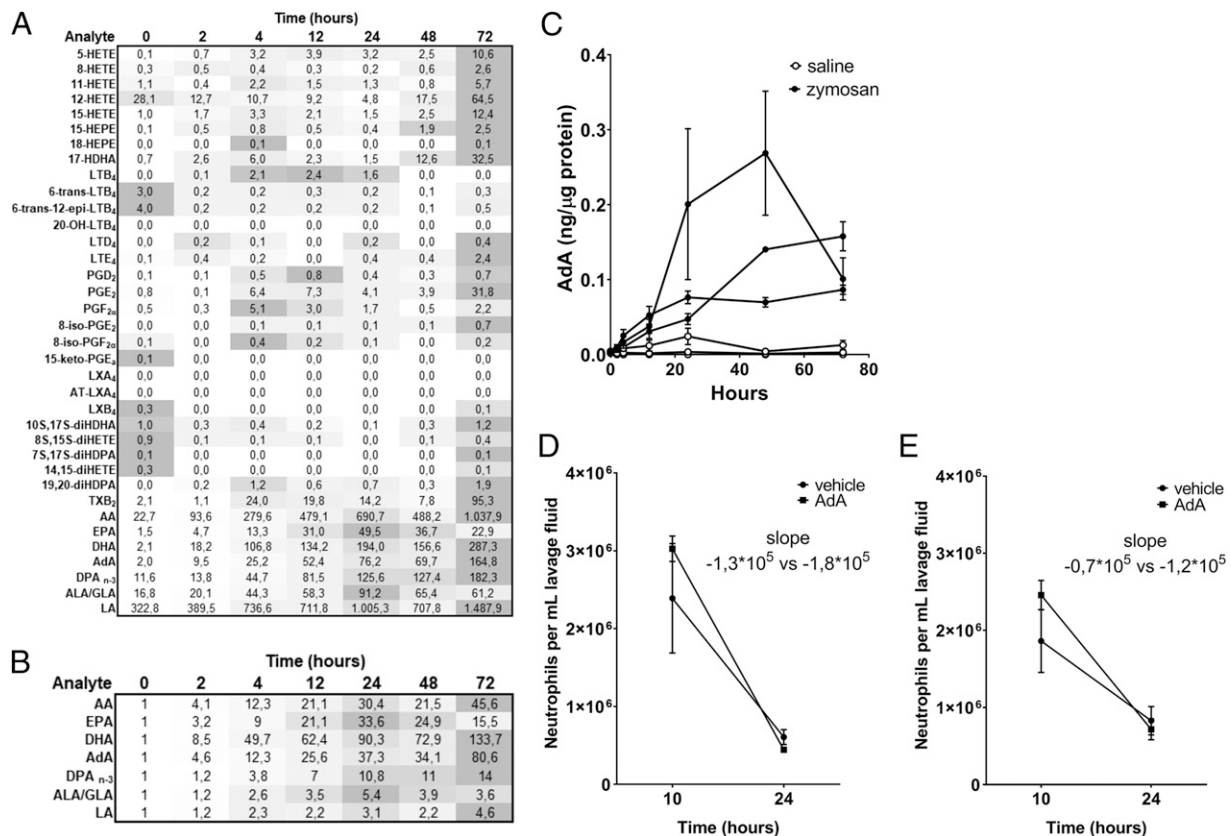 A
Time (hours)
Analyte 0 2 4 12 24 48 72
5-HETE 0,1 0,7 3,2 3,9 3,2 2,5 10,6
8-HETE 0,3 0,5 0,4 0,3 0,2 0,6 2,6
11-HETE 1,1 0,4 2,2 1,5 1,3 0,8 5,7
12-HETE 28,1 12,7 10,7 9,2 4,8 17,5 64,5
15-HETE 1,0 1,7 3,3 2,1 1,5 2,5 12,4
15-HEPE 0,1 0,5 0,8 0,5 0,4 1,9 2,5
18-HEPE 0,0 0,0 0,1 0,0 0,0 0,0 0,1
17-HDHA 0,7 2,6 6,0 2,3 1,5 12,6 32,5
LTB₄ 0,0 0,1 2,1 2,4 1,6 0,0 0,0
6-trans-LTB₄ 3,0 0,2 0,2 0,3 0,2 0,1 0,3
6-trans-12-epi-LTB₄ 4,0 0,2 0,2 0,2 0,2 0,1 0,5
20-OH-LTB₄ 0,0 0,0 0,0 0,0 0,0 0,0 0,0
LTD₄ 0,0 0,2 0,1 0,0 0,2 0,0 0,4
LTE₄ 0,1 0,4 0,2 0,0 0,4 0,4 2,4
PGD₂ 0,1 0,1 0,5 0,8 0,4 0,3 0,7
PGE₂ 0,8 0,1 6,4 7,3 4,1 3,9 31,8
PGF₂α 0,5 0,3 5,1 3,0 1,7 0,5 2,2
8-iso-PGE₂ 0,0 0,0 0,1 0,1 0,1 0,1 0,7
8-iso-PGF₂α 0,1 0,0 0,4 0,2 0,1 0,0 0,2
15-keto-PGEₐ 0,1 0,0 0,0 0,0 0,0 0,0 0,0
LXA₄ 0,0 0,0 0,0 0,0 0,0 0,0 0,0
AT-LXA₄ 0,0 0,0 0,0 0,0 0,0 0,0 0,0
LXB₄ 0,3 0,0 0,0 0,0 0,0 0,0 0,1
10S,17S-diHDHA 1,0 0,3 0,4 0,2 0,1 0,3 1,2
8S,15S-diHETE 0,9 0,1 0,1 0,1 0,0 0,1 0,4
7S,17S-diHDPA 0,1 0,0 0,0 0,0 0,0 0,0 0,1
14,15-diHETE 0,3 0,0 0,0 0,0 0,0 0,0 0,1
19,20-diHDPA 0,0 0,2 1,2 0,6 0,7 0,3 1,9
TXB₂ 2,1 1,1 24,0 19,8 14,2 7,8 95,3
AA 22,7 93,6 279,6 479,1 690,7 488,2 1.037,9
EPA 1,5 4,7 13,3 31,0 49,5 36,7 22,9
DHA 2,1 18,2 106,8 134,2 194,0 156,6 287,3
AdA 2,0 9,5 25,2 52,4 76,2 69,7 164,8
DPA n-3 11,6 13,8 44,7 81,5 125,6 127,4 182,3
ALA/GLA 16,8 20,1 44,3 58,3 91,2 65,4 61,2
LA 322,8 389,5 736,6 711,8 1.005,3 707,8 1.487,9
B
Time (hours)
Analyte 0 2 4 12 24 48 72
AA 1 4,1 12,3 21,1 30,4 21,5 45,6
EPA 1 3,2 9 21,1 33,6 24,9 15,5
DHA 1 8,5 49,7 62,4 90,3 72,9 133,7
AdA 1 4,6 12,3 25,6 37,3 34,1 80,6
DPA n-3 1 1,2 3,8 7 10,8 11 14
ALA/GLA 1 1,2 2,6 3,5 5,4 3,9 3,6
LA 1 1,2 2,3 2,2 3,1 2,2 4,6
C
saline
zymosan
AdA (ng/µg protein)
0.4
0.3
0.2
0.1
0.0
0 20 40 60 80
Hours
D
vehicle
AdA
slope
-1,3*10⁵ vs -1,8*10⁵
Neutrophils per mL lavage fluid
4×10⁶
3×10⁶
2×10⁶
1×10⁶
0
10 24
Time (hours)
E
vehicle
AdA
slope
-0,7*10⁵ vs -1,2*10⁵
Neutrophils per mL lavage fluid
4×10⁶
3×10⁶
2×10⁶
1×10⁶
0
10 24
Time (hours)